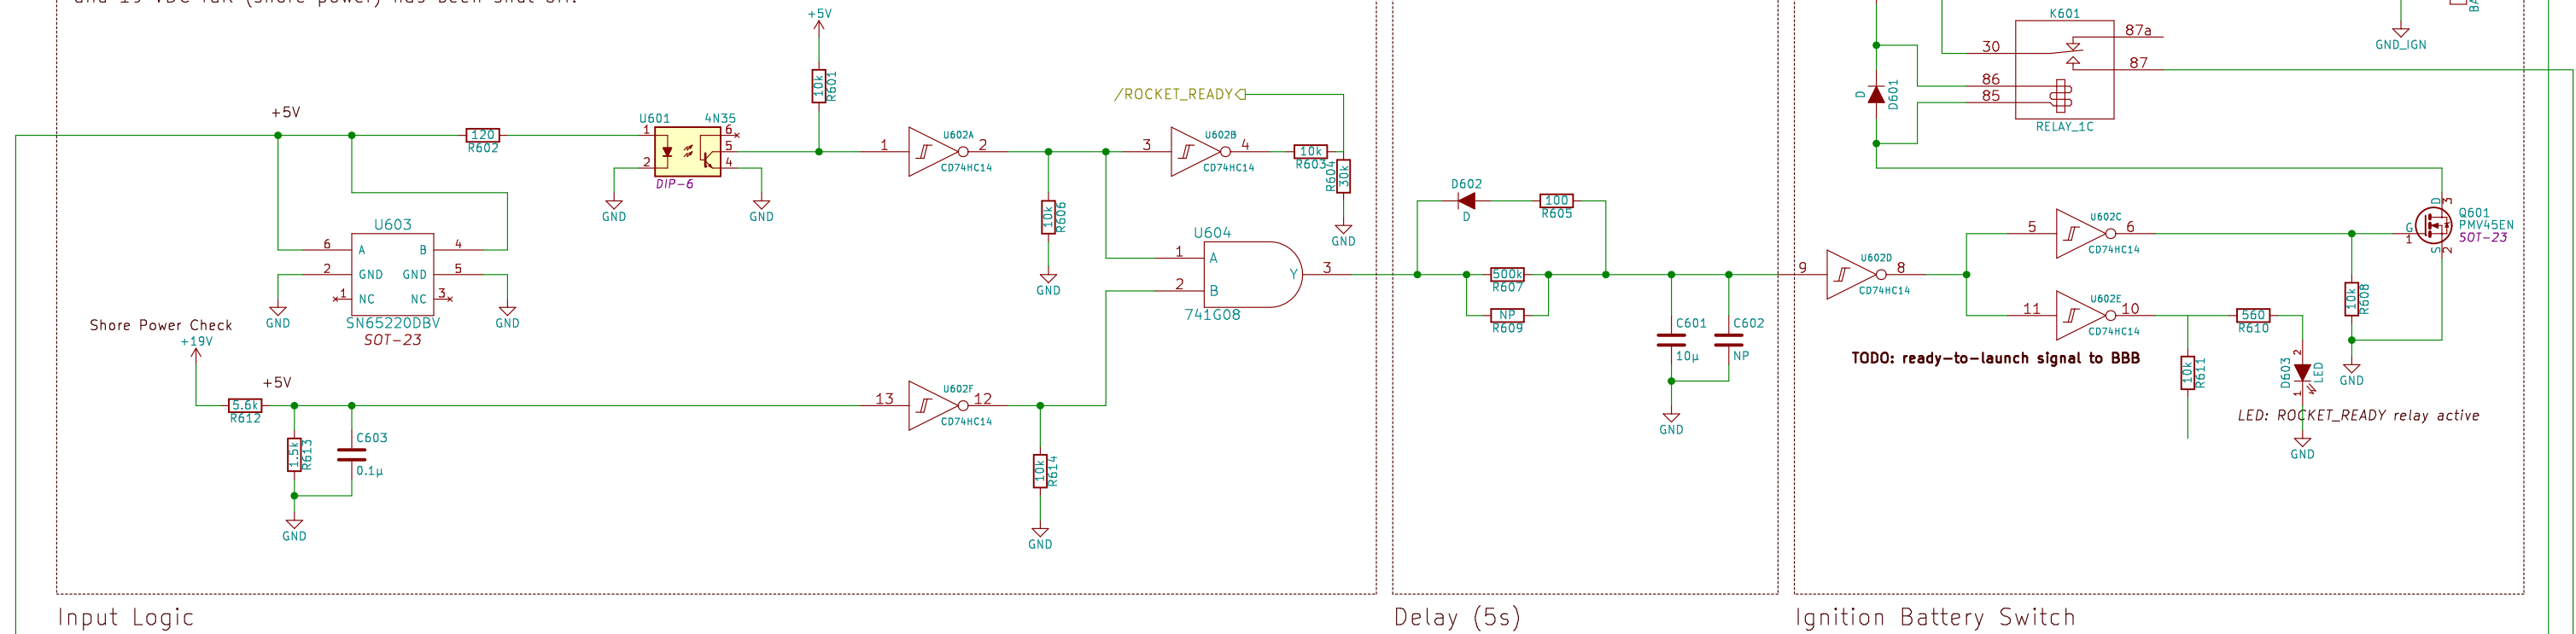 and 19 VDC rail (shore power) has been shut off.
+5V
10k
R601
+5V
120
R602
U601
4N35
1
2
6
5
4
DIP-6
GND
GND
1
U602A
2
CD74HC14
/ROCKET_READY
3
U602B
4
CD74HC14
10k
R603
R604
30k
GND
10k
R606
GND
U603
6
A
B
4
2
GND
GND
5
1
NC
NC
3
SN65220DBV
SOT-23
GND
GND
U604
1
A
2
B
Y
3
741G08
Shore Power Check
+19V
+5V
5.6k
R612
1.5k
R613
C603
0.1µ
GND
13
U602F
12
CD74HC14
10k
R614
GND
Input Logic
D602
D
100
R605
500k
R607
NP
R609
C601
10µ
C602
NP
GND
Delay (5s)
K601
30
87a
87
86
85
RELAY_1C
D
D601
GND_IGN
BA
9
U602D
8
CD74HC14
5
U602C
6
CD74HC14
11
U602E
10
CD74HC14
560
R610
10k
R611
10k
R608
GND
D
3
G
1
S
2
Q601
PMV45EN
SOT-23
TODO: ready-to-launch signal to BBB
2
D603
LED
1
LED: ROCKET_READY relay active
GND
Ignition Battery Switch